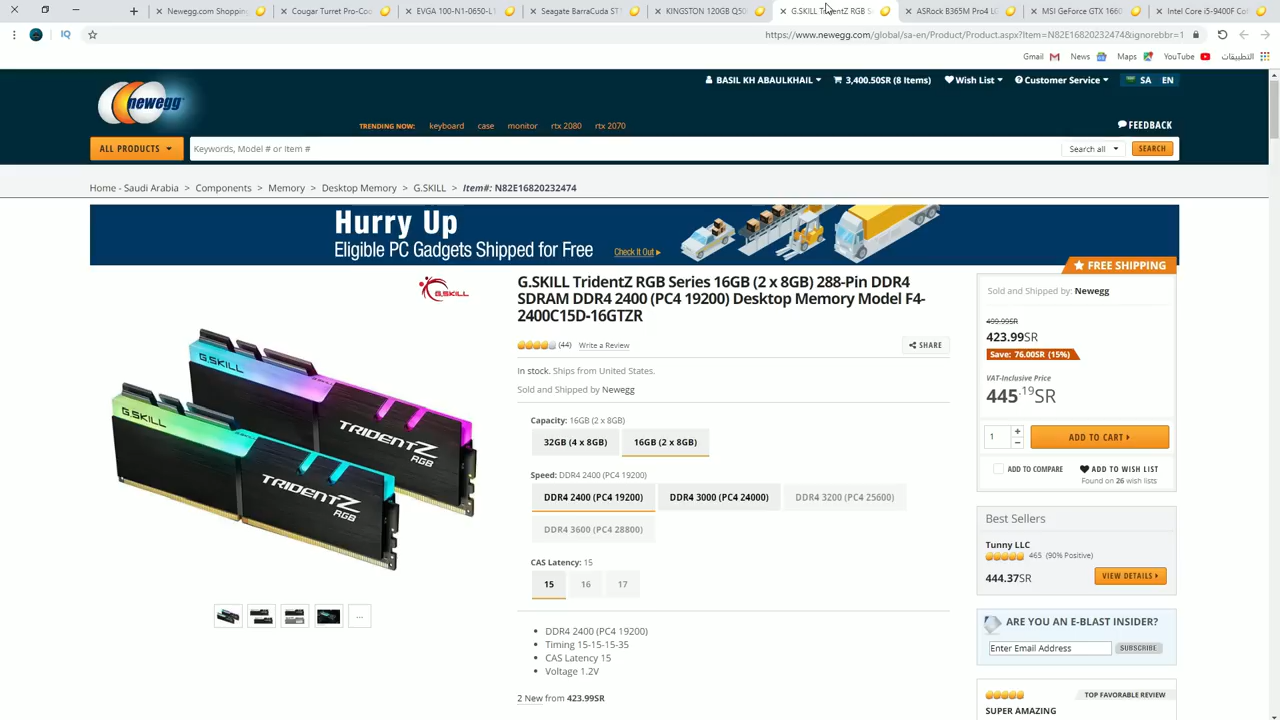 Newegg.com Shopping
Cougar Turret Pro-Coo
EVGA 100-N1-0650-L1
Seagate BarraCuda ST1
KINGSTON 120GB Q50
G.SKILL TridentZ RGB S
ASRock B365M Pro4 LG
MSI GeForce GTX 1660
Intel Core i5-9400F Co
IQ
https://www.newegg.com/global/sa-en/Product/Product.aspx?Item=N82E16820232474&ignorebbr=1
Gmail News Maps YouTube التطبيقات
newegg
BASIL KH ABAULKHAIL 3,400.50SR (8 Items) Wish List Customer Service SA EN
TRENDING NOW: keyboard case monitor rtx 2080 rtx 2070
FEEDBACK
ALL PRODUCTS Keywords, Model # or Item # Search all SEARCH
Home - Saudi Arabia > Components > Memory > Desktop Memory > G.SKILL > Item#: N82E16820232474
Hurry Up
Eligible PC Gadgets Shipped for Free Check It Out
FREE SHIPPING
G.SKILL
G.SKILL
TRIDENT Z
RGB
G.SKILL
TRIDENT Z
RGB
...
G.SKILL TridentZ RGB Series 16GB (2 x 8GB) 288-Pin DDR4
SDRAM DDR4 2400 (PC4 19200) Desktop Memory Model F4-
2400C15D-16GTZR
(44) Write a Review SHARE
In stock. Ships from United States.
Sold and Shipped by Newegg
Capacity: 16GB (2 x 8GB)
32GB (4 x 8GB) 16GB (2 x 8GB)
Speed: DDR4 2400 (PC4 19200)
DDR4 2400 (PC4 19200) DDR4 3000 (PC4 24000) DDR4 3200 (PC4 25600)
DDR4 3600 (PC4 28800)
CAS Latency: 15
15 16 17
DDR4 2400 (PC4 19200)
Timing 15-15-15-35
CAS Latency 15
Voltage 1.2V
2 New from 423.99SR
Sold and Shipped by: Newegg
499.99SR
423.99SR
Save: 76.00SR (15%)
VAT-Inclusive Price
445.19SR
1 + − ADD TO CART
ADD TO COMPARE ADD TO WISH LIST
Found on 26 wish lists
Best Sellers
Tunny LLC
465 (90% Positive)
444.37SR VIEW DETAILS
ARE YOU AN E-BLAST INSIDER?
Enter Email Address SUBSCRIBE
TOP FAVORABLE REVIEW
SUPER AMAZING